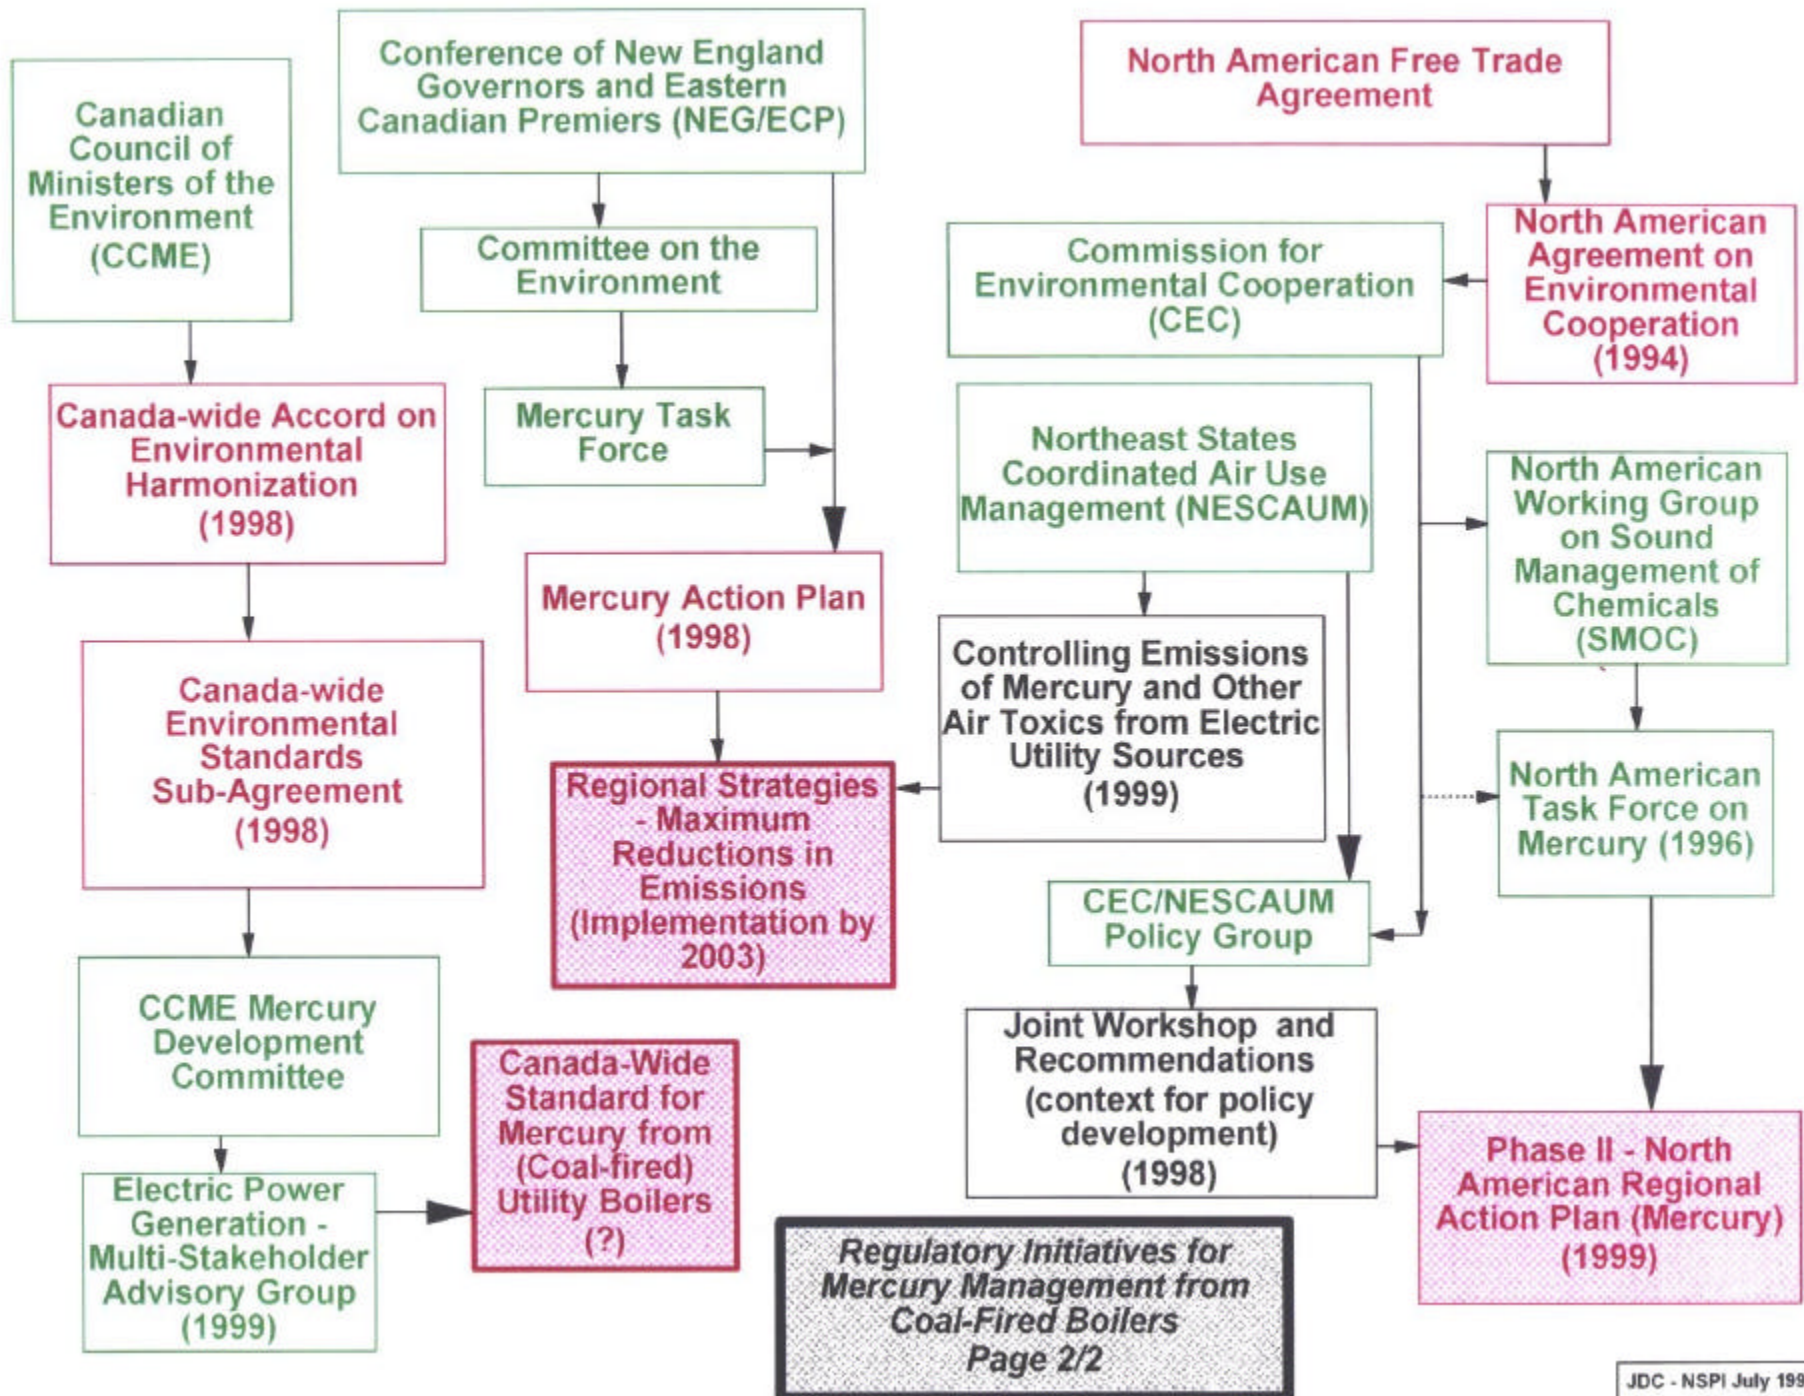 Canadian
Council of
Ministers of the
Environment
(CCME)
Conference of New England
Governors and Eastern
Canadian Premiers (NEG/ECP)
North American Free Trade
Agreement
Committee on the
Environment
Commission for
Environmental Cooperation
(CEC)
North American
Agreement on
Environmental
Cooperation
(1994)
Canada-wide Accord on
Environmental
Harmonization
(1998)
Mercury Task
Force
Northeast States
Coordinated Air Use
Management (NESCAUM)
North American
Working Group
on Sound
Management of
Chemicals
(SMOC)
Mercury Action Plan
(1998)
Controlling Emissions
of Mercury and Other
Air Toxics from Electric
Utility Sources
(1999)
Canada-wide
Environmental
Standards
Sub-Agreement
(1998)
Regional Strategies
- Maximum
Reductions in
Emissions
(Implementation by
2003)
North American
Task Force on
Mercury (1996)
CEC/NESCAUM
Policy Group
CCME Mercury
Development
Committee
Canada-Wide
Standard for
Mercury from
(Coal-fired)
Utility Boilers
(?)
Joint Workshop and
Recommendations
(context for policy
development)
(1998)
Phase II - North
American Regional
Action Plan (Mercury)
(1999)
Electric Power
Generation -
Multi-Stakeholder
Advisory Group
(1999)
Regulatory Initiatives for
Mercury Management from
Coal-Fired Boilers
Page 2/2
JDC - NSPI July 199